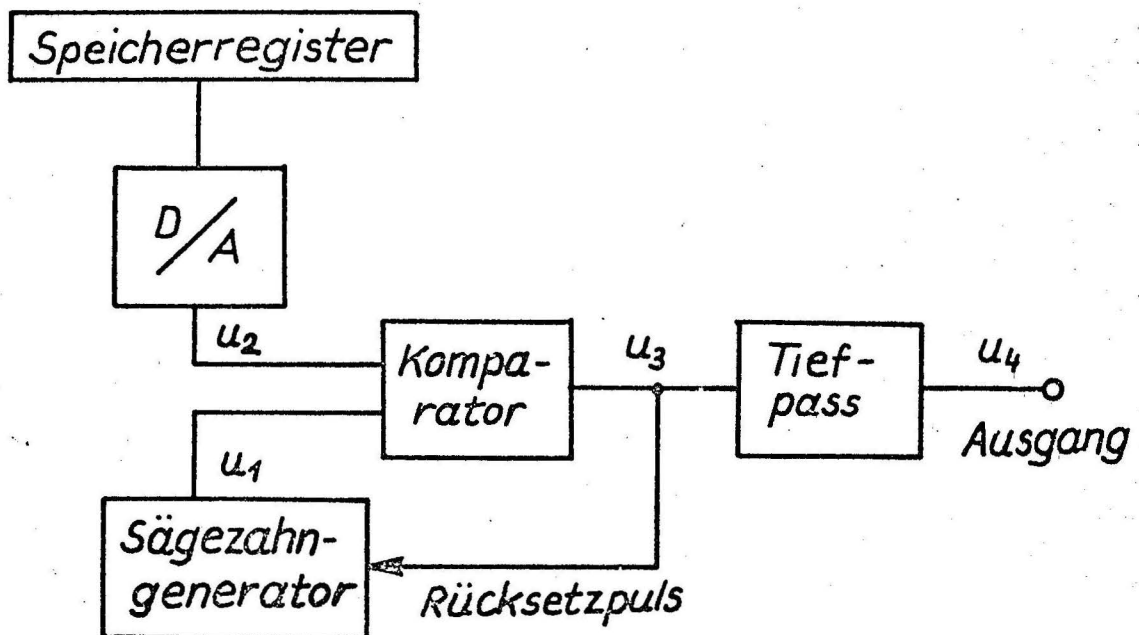 Speicherregister
D/A
u2
Kompa-
rator
u3
Tief-
pass
u4
Ausgang
u1
Sägezahn-
generator
Rücksetzpuls